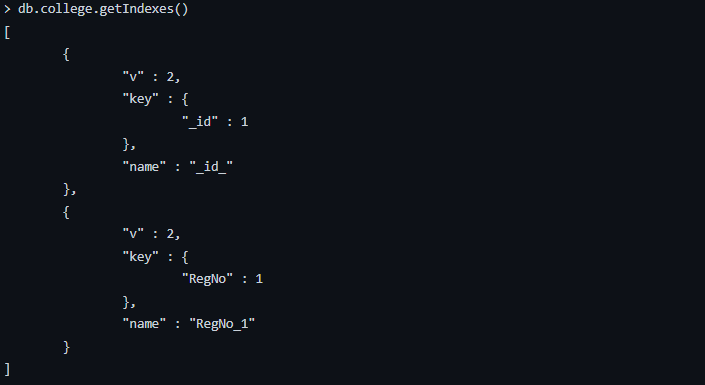 > db.college.getIndexes()
[
        {
                "v" : 2,
                "key" : {
                        "_id" : 1
                },
                "name" : "_id_"
        },
        {
                "v" : 2,
                "key" : {
                        "RegNo" : 1
                },
                "name" : "RegNo_1"
        }
]